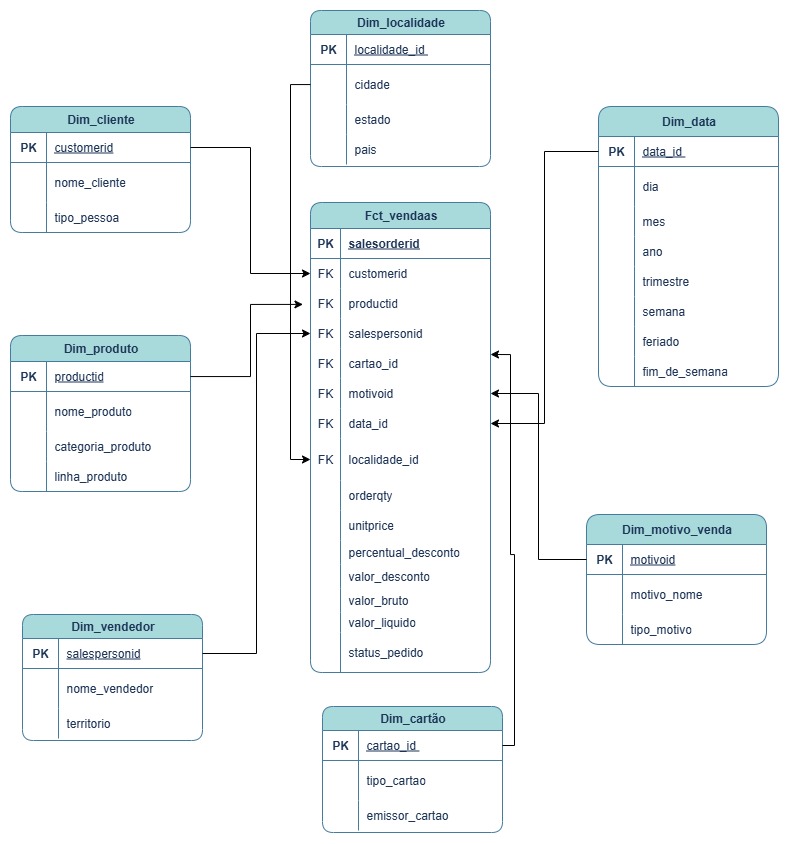 Dim_localidade
PK localidade_id
cidade
estado
pais
Dim_cliente
PK customerid
nome_cliente
tipo_pessoa
Dim_data
PK data_id
dia
mes
ano
trimestre
semana
feriado
fim_de_semana
Fct_vendaas
PK salesorderid
FK customerid
FK productid
FK salespersonid
FK cartao_id
FK motivoid
FK data_id
FK localidade_id
orderqty
unitprice
percentual_desconto
valor_desconto
valor_bruto
valor_liquido
status_pedido
Dim_produto
PK productid
nome_produto
categoria_produto
linha_produto
Dim_motivo_venda
PK motivoid
motivo_nome
tipo_motivo
Dim_vendedor
PK salespersonid
nome_vendedor
territorio
Dim_cartão
PK cartao_id
tipo_cartao
emissor_cartao